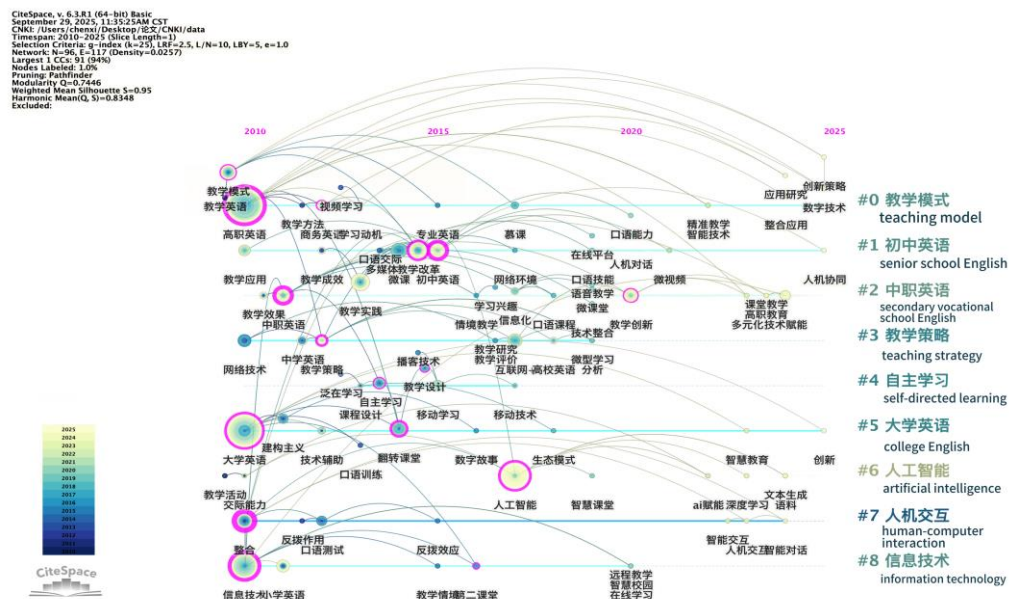 CiteSpace, v. 6.3.R1 (64-bit) Basic
September 29, 2025, 11:35:25AM CST
CNKI: /Users/chenxi/Desktop/论文/CNKI/data
Timespan: 2010-2025 (Slice Length=1)
Selection Criteria: g-index (k=25), LRF=2.5, L/N=10, LBY=5, e=1.0
Network: N=96, E=117 (Density=0.0257)
Largest 1 CCs: 91 (94%)
Nodes Labeled: 1.0%
Pruning: Pathfinder
Modularity Q=0.7446
Weighted Mean Silhouette S=0.95
Harmonic Mean(Q, S)=0.8348
Excluded:
2010 2015 2020 2025
教学模式 应用研究 创新策略
教学英语 视频学习 数字技术
#0 教学模式
teaching model
教学方法 精准教学
高职英语 商务英语 学习动机 专业英语 慕课 口语能力 智能技术 整合应用
#1 初中英语
senior school English
口语交际 在线平台
多媒体 教学改革 人机对话
教学应用 教学成效 微课 初中英语 网络环境 口语技能 微视频 人机协同
#2 中职英语
secondary vocational
school English
语音教学
教学效果 教学实践 学习兴趣 微课堂 课堂教学
高职教育
中职英语 情境教学 信息化 口语课程 教学创新 多元化技术赋能
技术整合
#3 教学策略
teaching strategy
中学英语 播客技术 教学研究 微型学习
网络技术 教学策略 教学评价 互联网+ 高校英语 分析
泛在学习 教学设计
#4 自主学习
self-directed learning
自主学习
课程设计 移动学习 移动技术
#5 大学英语
college English
建构主义
大学英语 技术辅助 翻转课堂 数字故事 生态模式 智慧教育 创新
口语训练
#6 人工智能
artificial intelligence
教学活动 文本生成
交际能力 人工智能 智慧课堂 ai赋能 深度学习 语料
#7 人机交互
human-computer
interaction
反拨作用 智能交互
整合 口语测试 反拨效应 人机交互 智能对话
#8 信息技术
information technology
远程教学
智慧校园
信息技术 小学英语 教学情境 第二课堂 在线学习
2025
2024
2023
2022
2021
2020
2019
2018
2017
2016
2015
2014
2013
2012
2011
CiteSpace